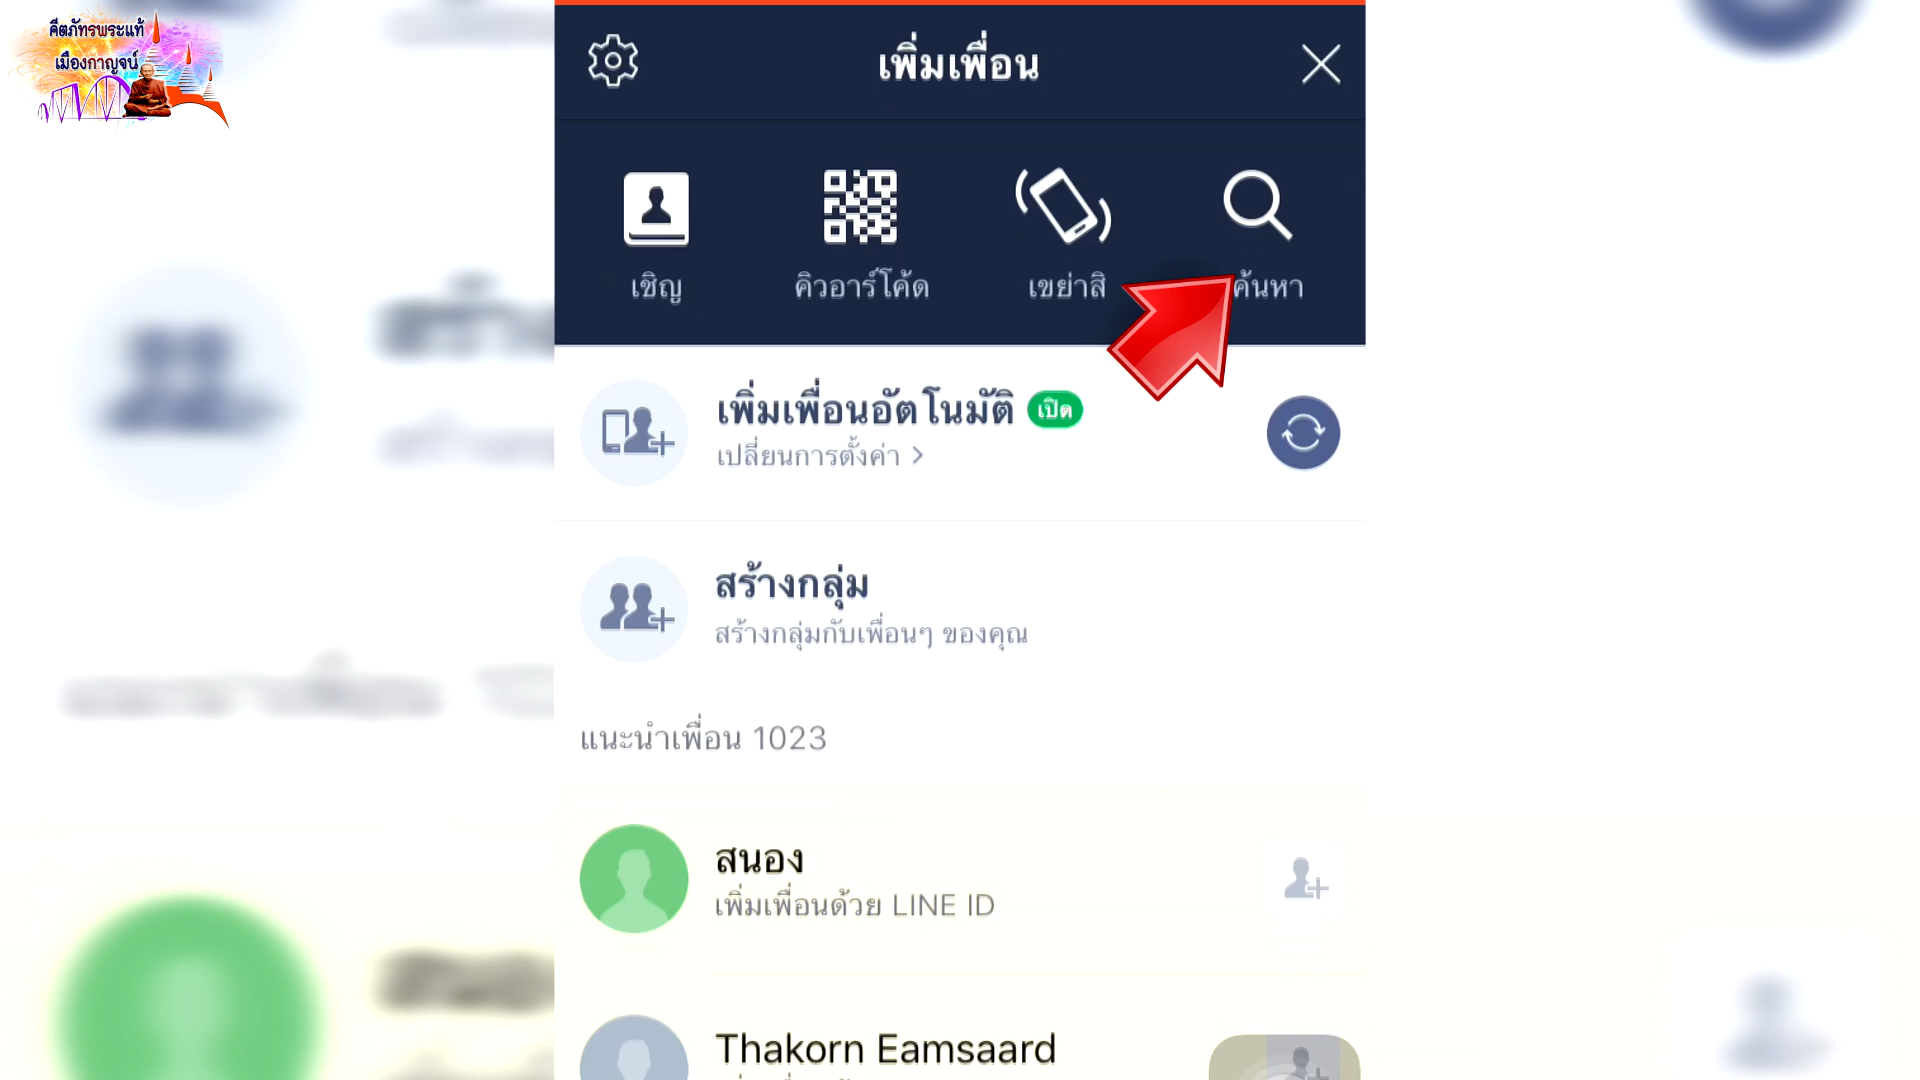 คีตภัทรพระแท้
เมืองกาญจน์
เพิ่มเพื่อน
เชิญ
คิวอาร์โค้ด
เขย่าสิ
ค้นหา
เพิ่มเพื่อนอัตโนมัติ เปิด
เปลี่ยนการตั้งค่า >
สร้างกลุ่ม
สร้างกลุ่มกับเพื่อนๆ ของคุณ
แนะนำเพื่อน 1023
สนอง
เพิ่มเพื่อนด้วย LINE ID
Thakorn Eamsaard